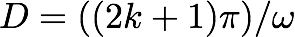 D = ((2k + 1)π)/ω